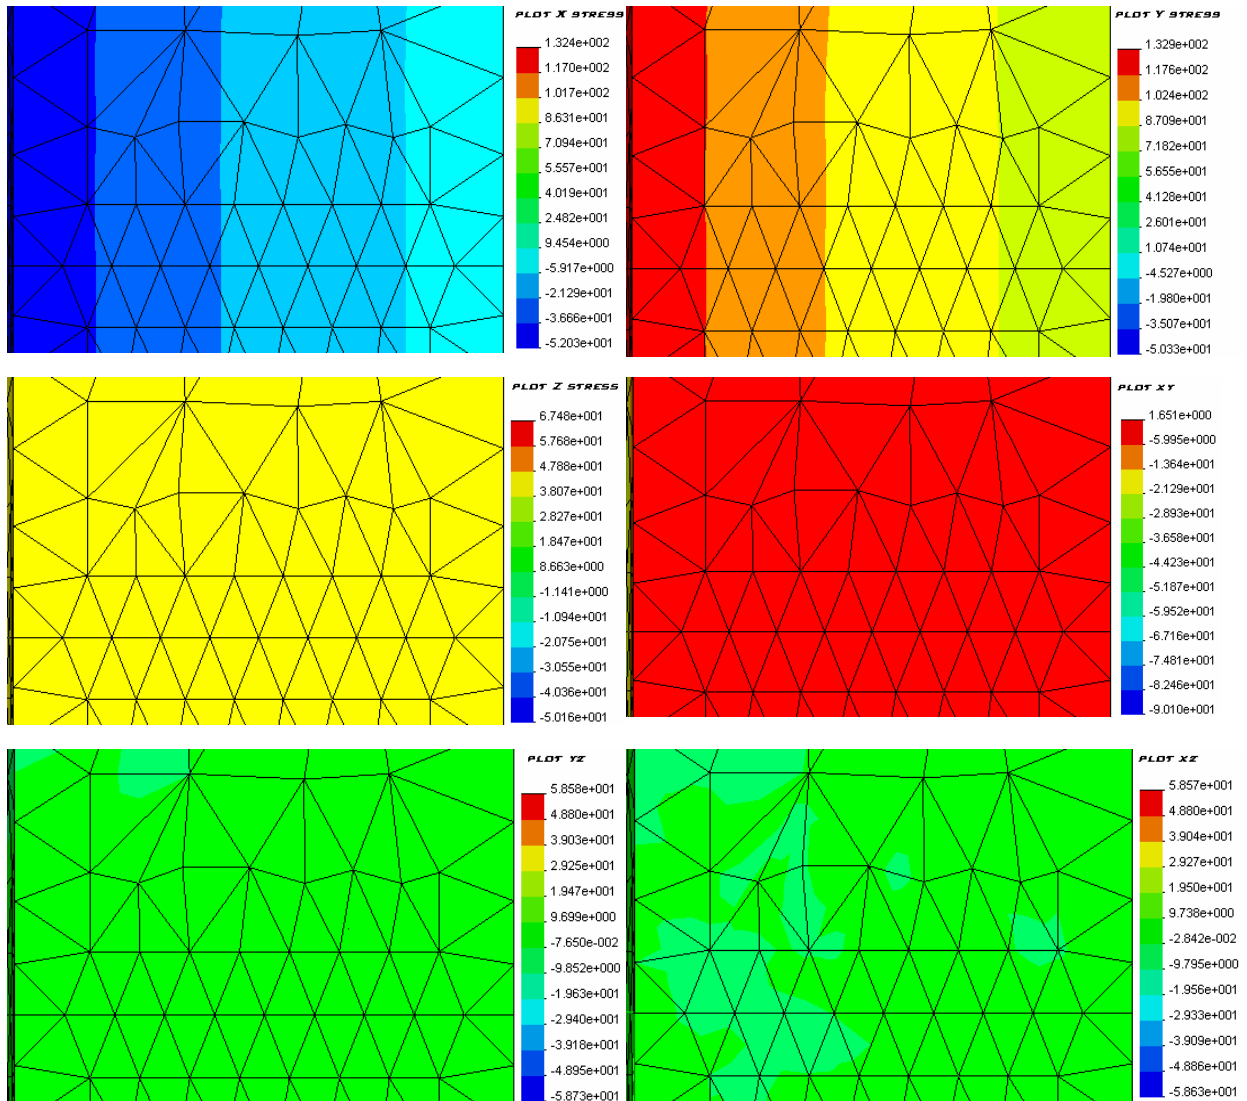 PLOT X STRESS
1.324e+002
1.170e+002
1.017e+002
8.631e+001
7.094e+001
5.557e+001
4.019e+001
2.482e+001
9.454e+000
-5.917e+000
-2.129e+001
-3.666e+001
-5.203e+001
PLOT Y STRESS
1.329e+002
1.176e+002
1.024e+002
8.709e+001
7.182e+001
5.655e+001
4.128e+001
2.601e+001
1.074e+001
-4.527e+000
-1.980e+001
-3.507e+001
-5.033e+001
PLOT Z STRESS
6.748e+001
5.768e+001
4.788e+001
3.807e+001
2.827e+001
1.847e+001
8.663e+000
-1.141e+000
-1.094e+001
-2.075e+001
-3.055e+001
-4.036e+001
-5.016e+001
PLOT XY
1.651e+000
-5.995e+000
-1.364e+001
-2.129e+001
-2.893e+001
-3.658e+001
-4.423e+001
-5.187e+001
-5.952e+001
-6.716e+001
-7.481e+001
-8.246e+001
-9.010e+001
PLOT YZ
5.858e+001
4.880e+001
3.903e+001
2.925e+001
1.947e+001
9.699e+000
-7.650e-002
-9.852e+000
-1.963e+001
-2.940e+001
-3.918e+001
-4.895e+001
-5.873e+001
PLOT XZ
5.857e+001
4.880e+001
3.904e+001
2.927e+001
1.950e+001
9.738e+000
-2.842e-002
-9.795e+000
-1.956e+001
-2.933e+001
-3.909e+001
-4.886e+001
-5.863e+001